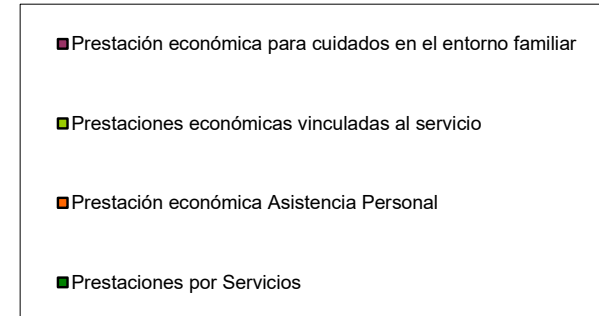 Prestación económica para cuidados en el entorno familiar
Prestaciones económicas vinculadas al servicio
Prestación económica Asistencia Personal
Prestaciones por Servicios